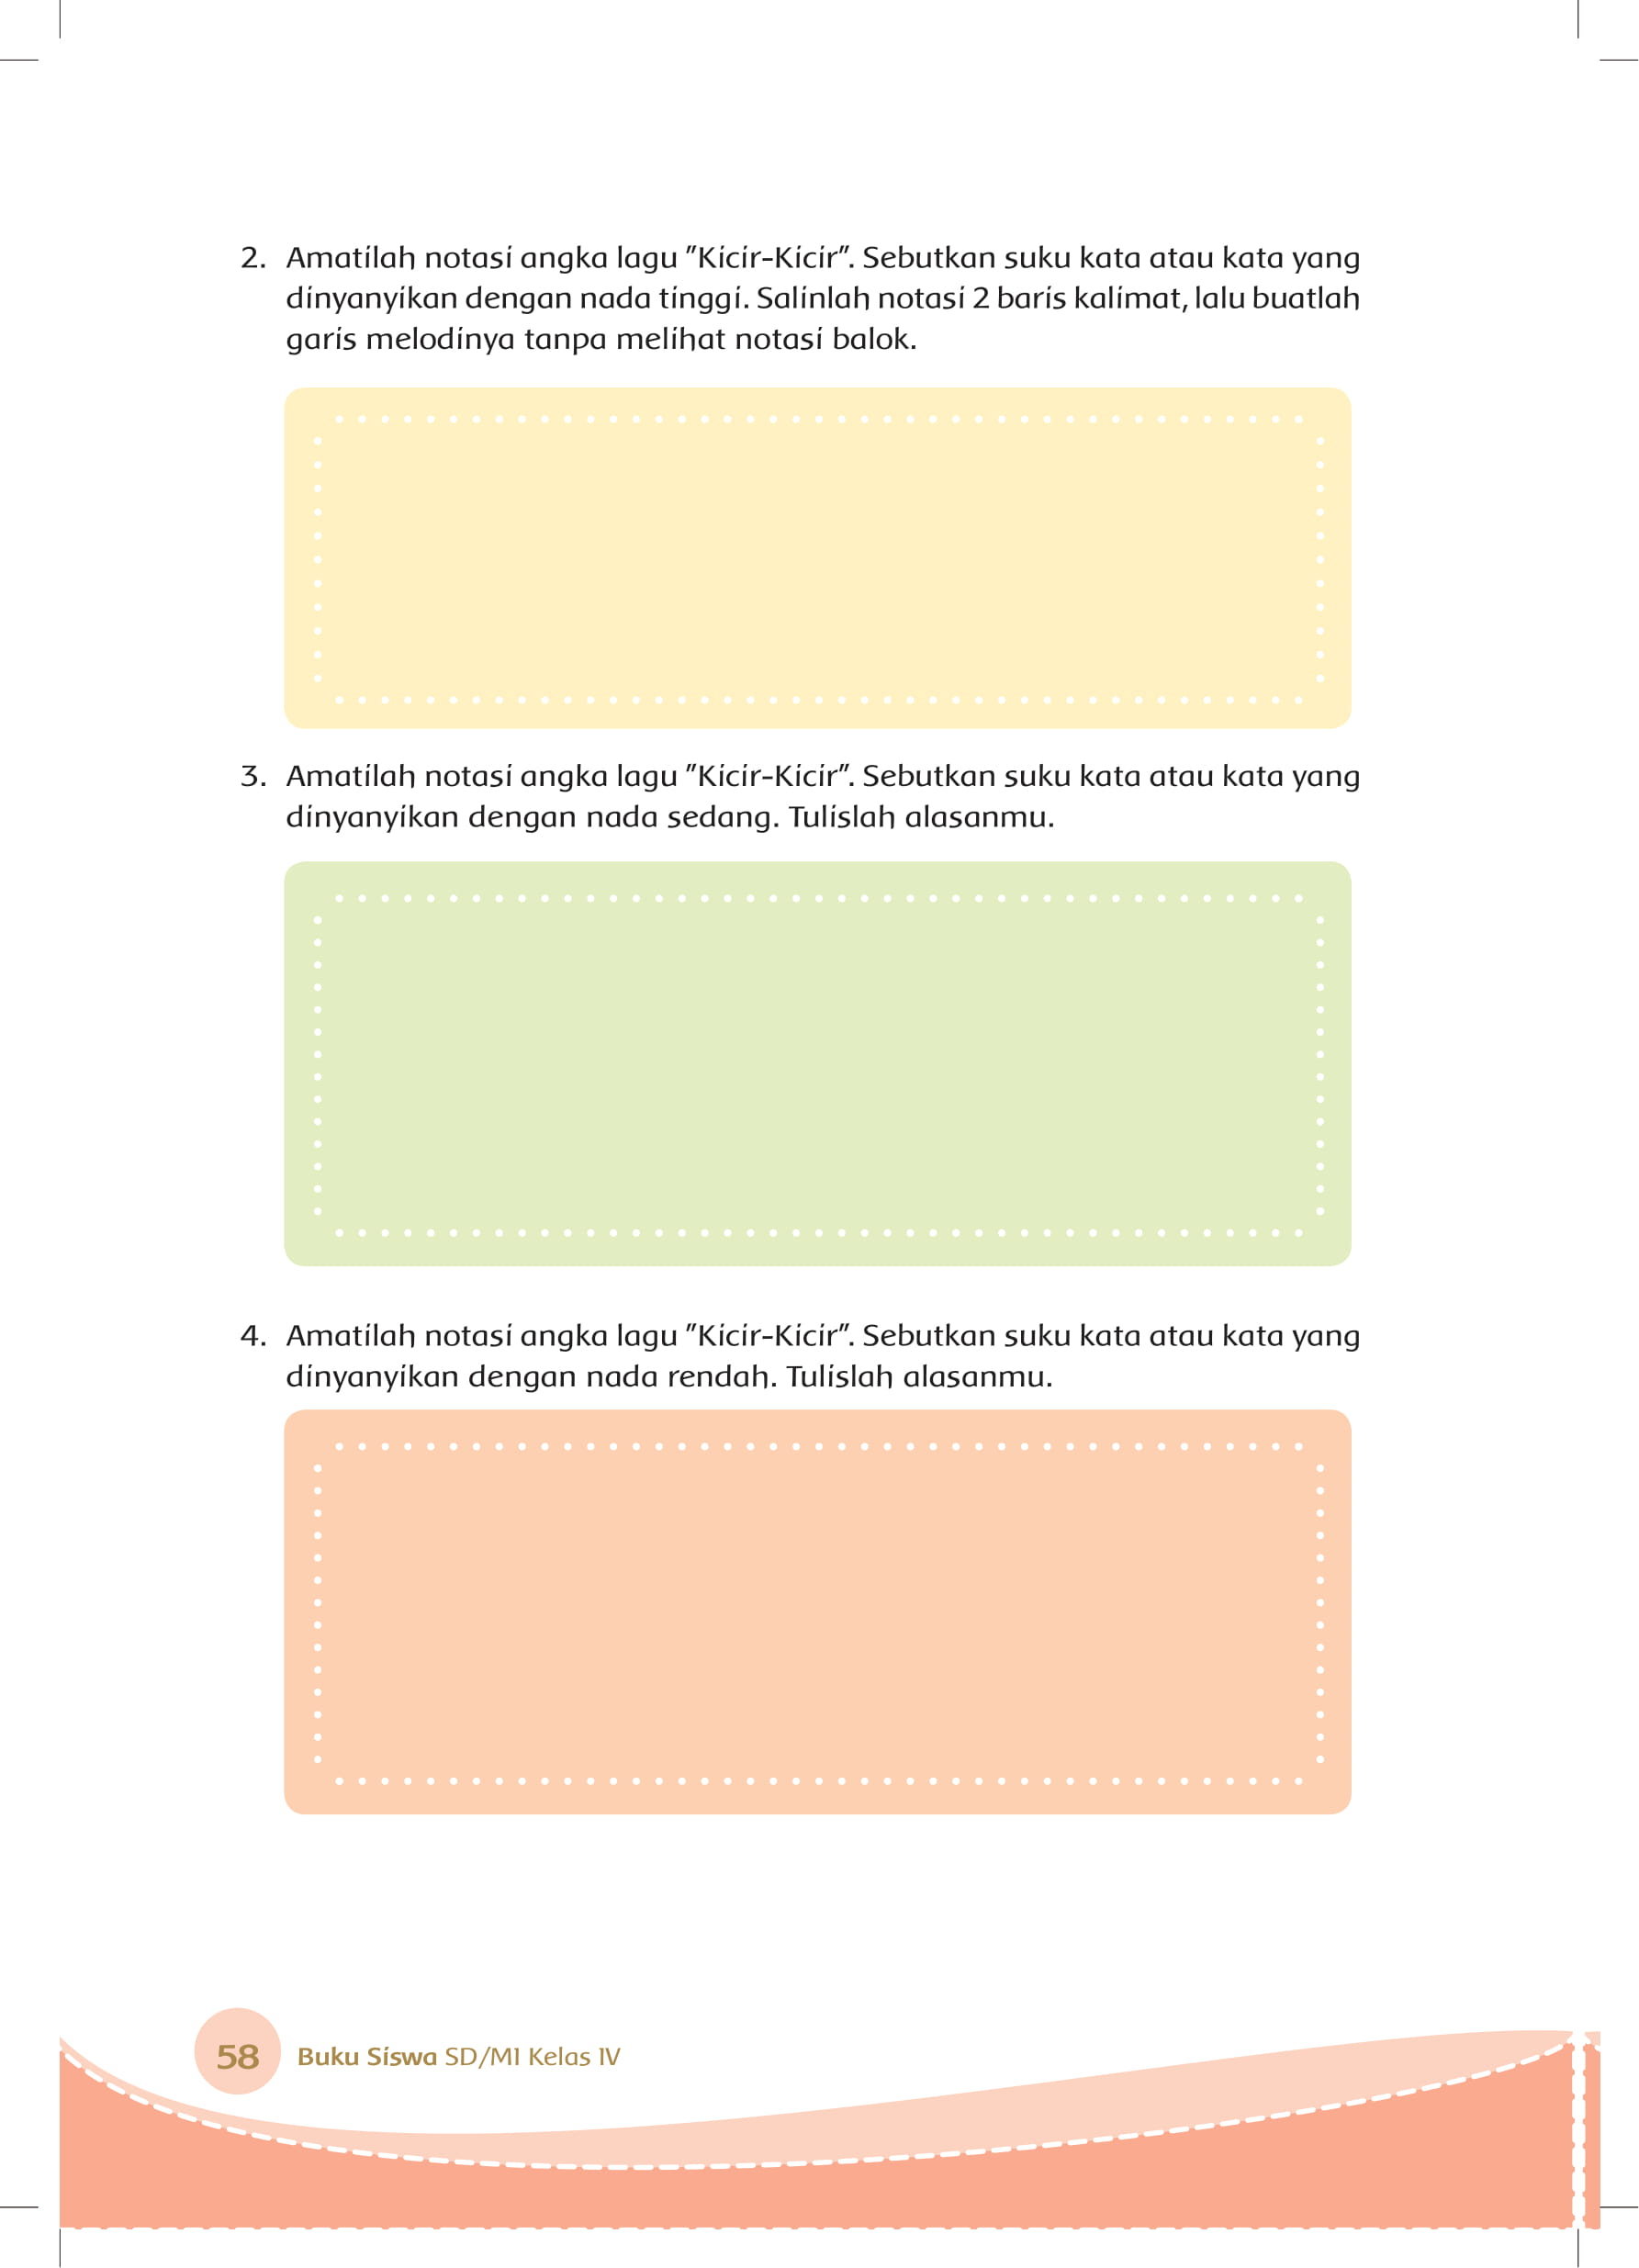 2. Amatilah notasi angka lagu ”Kicir-Kicir”. Sebutkan suku kata atau kata yang
dinyanyikan dengan nada tinggi. Salinlah notasi 2 baris kalimat, lalu buatlah
garis melodinya tanpa melihat notasi balok.
3. Amatilah notasi angka lagu ”Kicir-Kicir”. Sebutkan suku kata atau kata yang
dinyanyikan dengan nada sedang. Tulislah alasanmu.
4. Amatilah notasi angka lagu ”Kicir-Kicir”. Sebutkan suku kata atau kata yang
dinyanyikan dengan nada rendah. Tulislah alasanmu.
58 Buku Siswa SD/MI Kelas IV